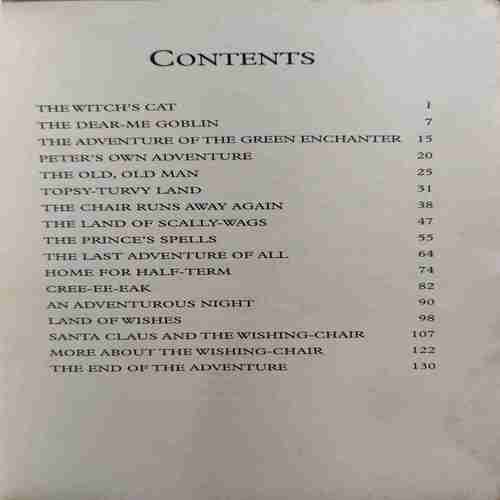 CONTENTS
THE WITCH'S CAT 1
THE DEAR-ME GOBLIN 7
THE ADVENTURE OF THE GREEN ENCHANTER 15
PETER'S OWN ADVENTURE 20
THE OLD, OLD MAN 25
TOPSY-TURVY LAND 31
THE CHAIR RUNS AWAY AGAIN 38
THE LAND OF SCALLY-WAGS 47
THE PRINCE'S SPELLS 55
THE LAST ADVENTURE OF ALL 64
HOME FOR HALF-TERM 74
CREE-EE-EAK 82
AN ADVENTUROUS NIGHT 90
LAND OF WISHES 98
SANTA CLAUS AND THE WISHING-CHAIR 107
MORE ABOUT THE WISHING-CHAIR 122
THE END OF THE ADVENTURE 130